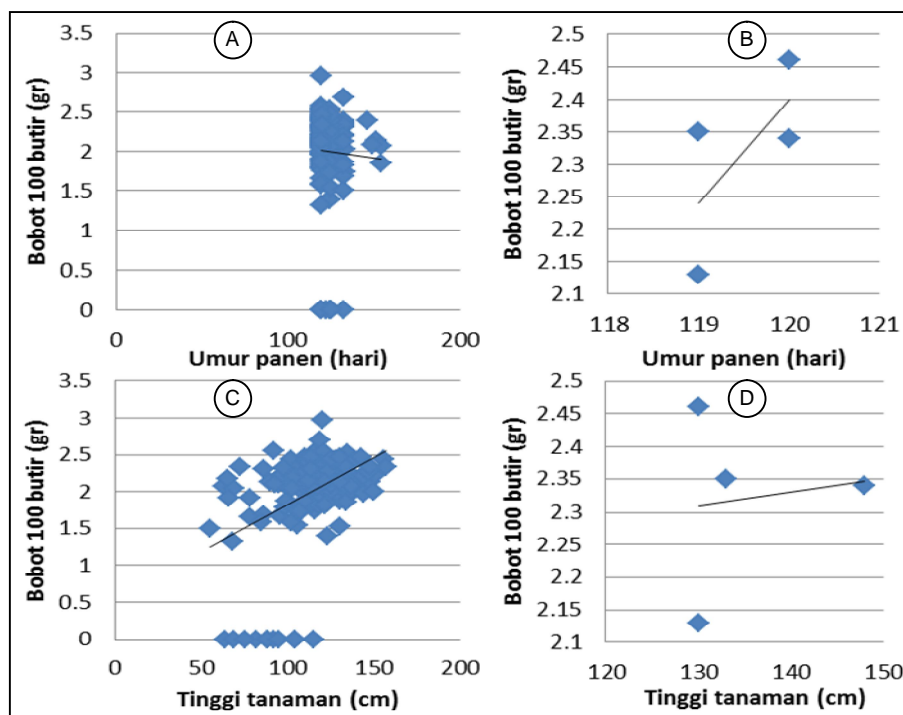 A
Bobot 100 butir (gr)
3.5
3
2.5
2
1.5
1
0.5
0
0 100 200
Umur panen (hari)
B
Bobot 100 butir (gr)
2.5
2.45
2.4
2.35
2.3
2.25
2.2
2.15
2.1
118 119 120 121
Umur panen (hari)
C
Bobot 100 butir (gr)
3.5
3
2.5
2
1.5
1
0.5
0
0 50 100 150 200
Tinggi tanaman (cm)
D
Bobot 100 butir (gr)
2.5
2.45
2.4
2.35
2.3
2.25
2.2
2.15
2.1
120 130 140 150
Tinggi tanaman (cm)